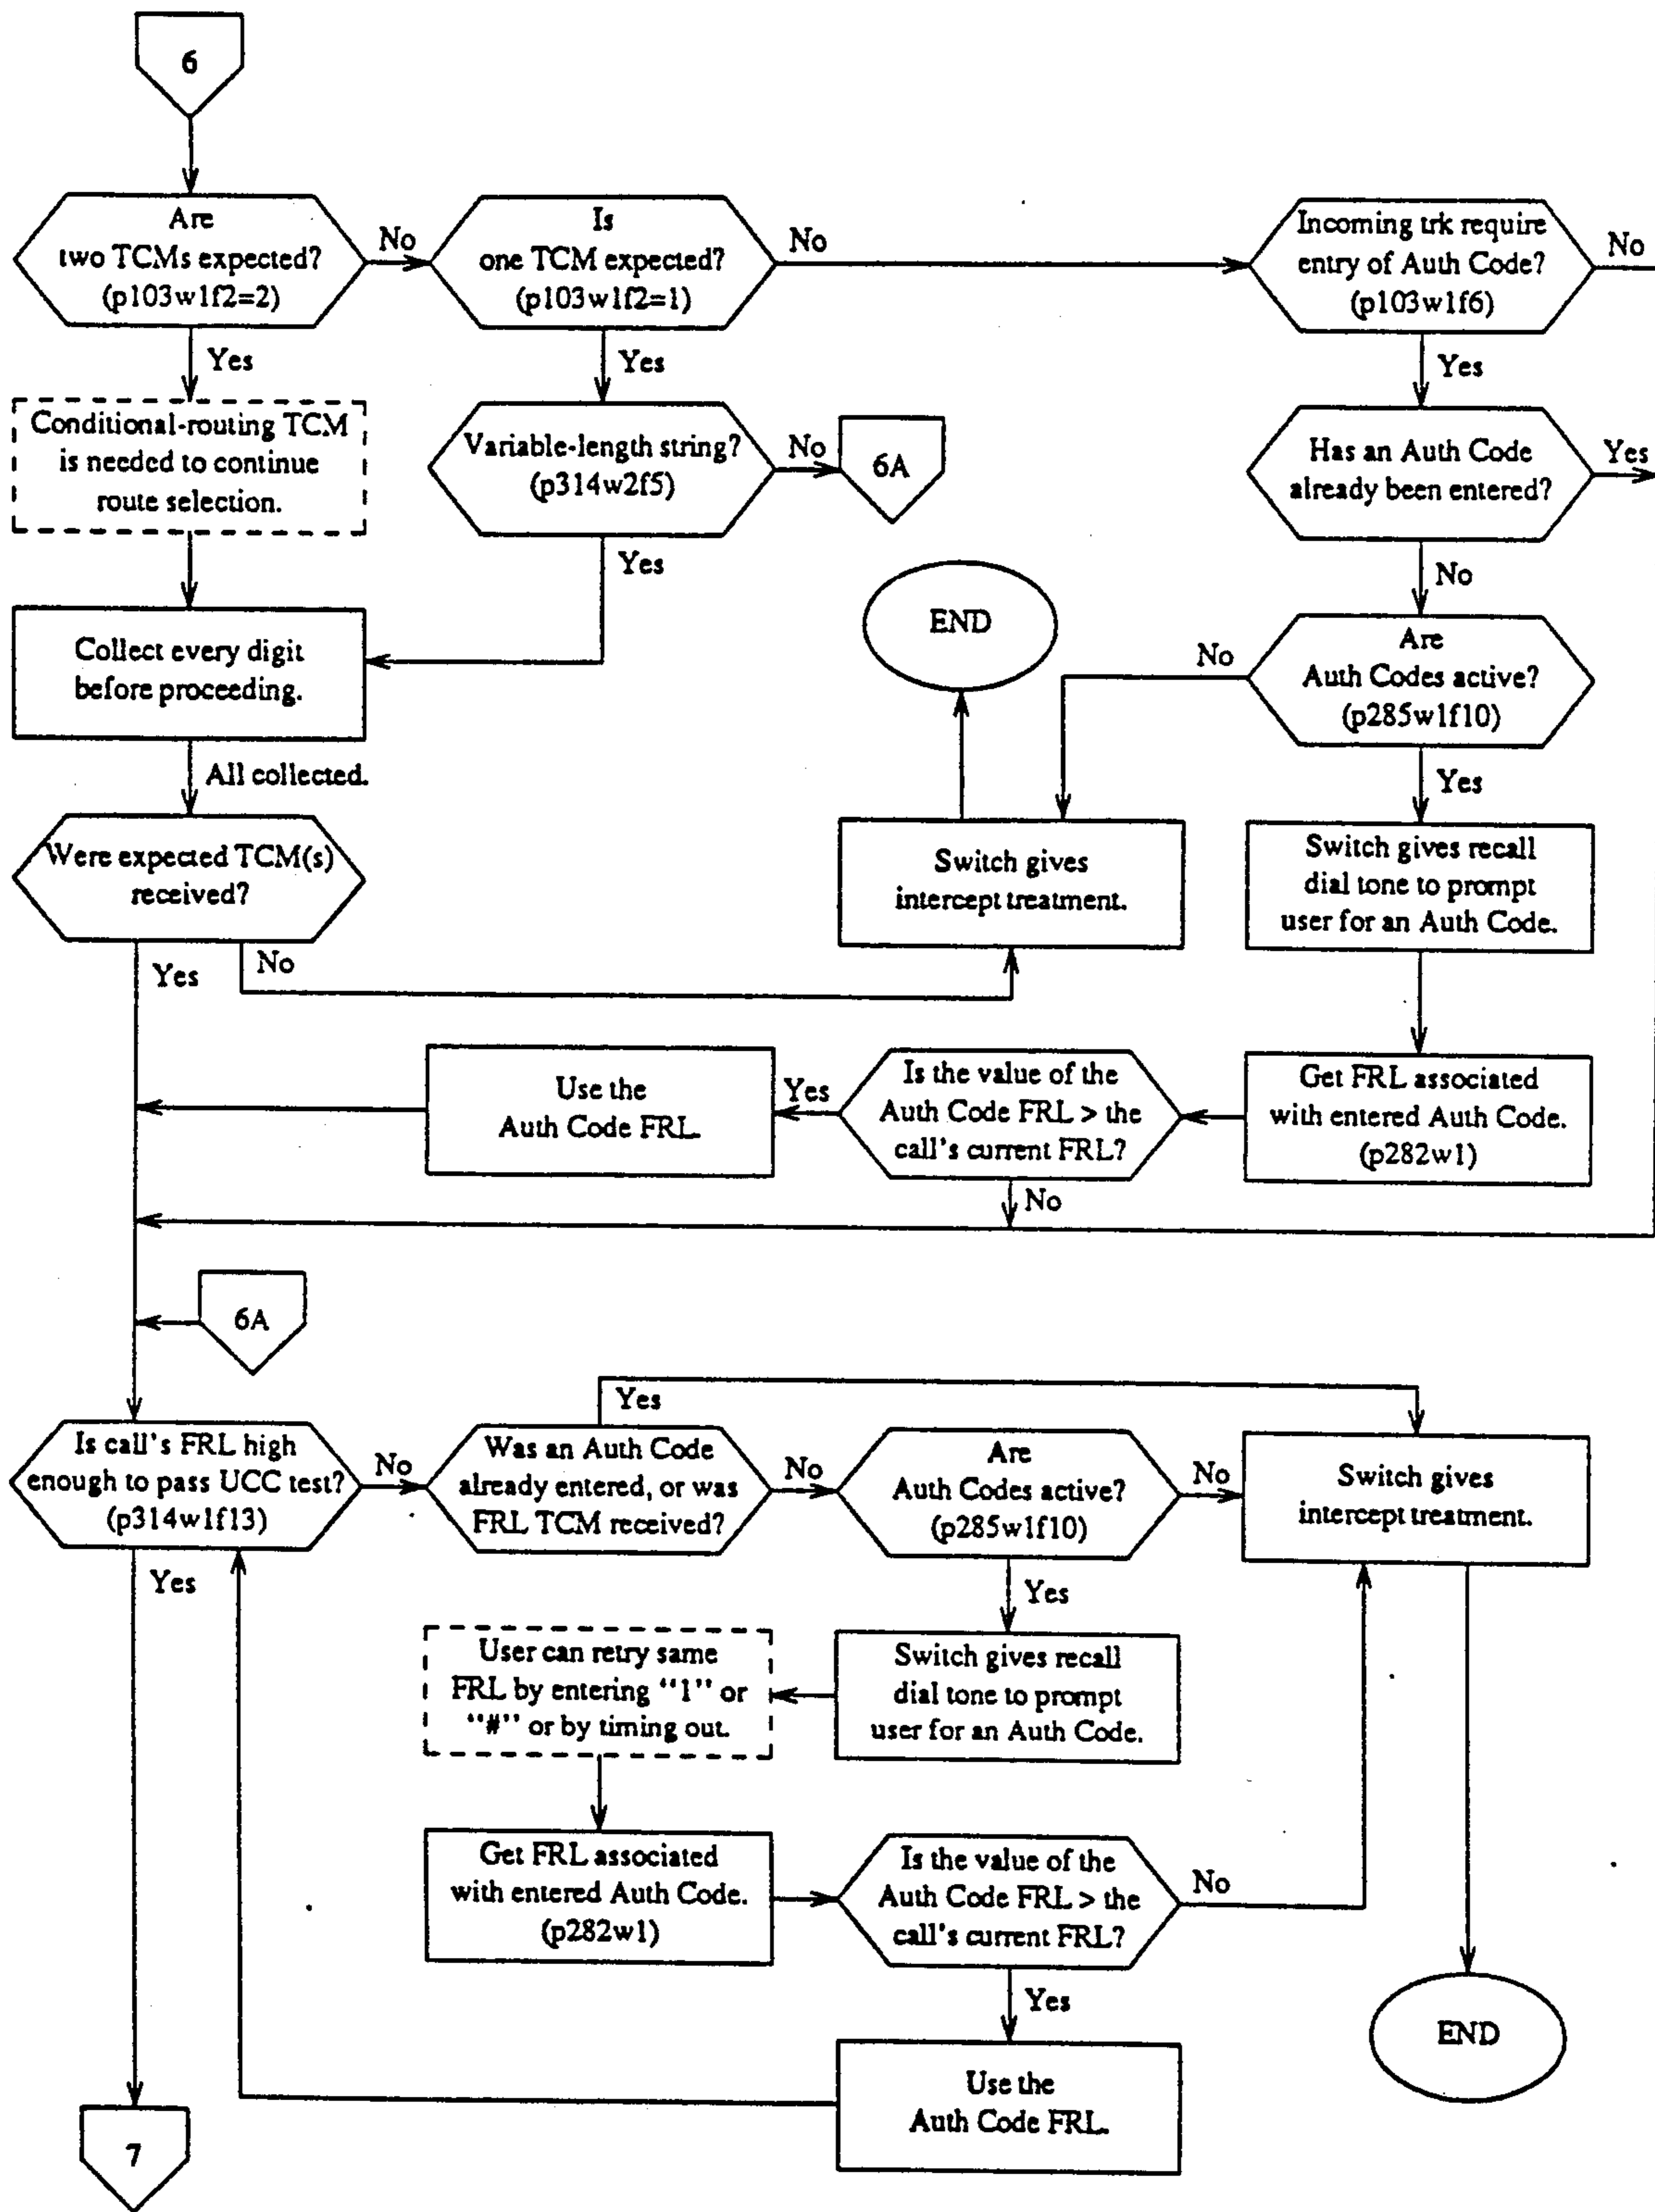 6
Are
two TCMs expected?
(p103w1f2=2)
No
Is
one TCM expected?
(p103w1f2=1)
No
Incoming trk require
entry of Auth Code?
(p103w1f6)
No
Yes
Yes
Yes
Conditional-routing TCM
is needed to continue
route selection.
Variable-length string?
(p314w2f5)
No
6A
Has an Auth Code
already been entered?
Yes
Yes
No
Collect every digit
before proceeding.
END
Are
Auth Codes active?
(p285w1f10)
No
All collected.
Yes
Were expected TCM(s)
received?
Switch gives
intercept treatment.
Switch gives recall
dial tone to prompt
user for an Auth Code.
Yes
No
Use the
Auth Code FRL.
Yes
Is the value of the
Auth Code FRL > the
call's current FRL?
Get FRL associated
with entered Auth Code.
(p282w1)
No
6A
Yes
Is call's FRL high
enough to pass UCC test?
(p314w1f13)
No
Was an Auth Code
already entered, or was
FRL TCM received?
No
Are
Auth Codes active?
(p285w1f10)
No
Switch gives
intercept treatment.
Yes
Yes
User can retry same
FRL by entering "1" or
"#" or by timing out.
Switch gives recall
dial tone to prompt
user for an Auth Code.
Get FRL associated
with entered Auth Code.
(p282w1)
Is the value of the
Auth Code FRL > the
call's current FRL?
No
Yes
END
Use the
Auth Code FRL.
7